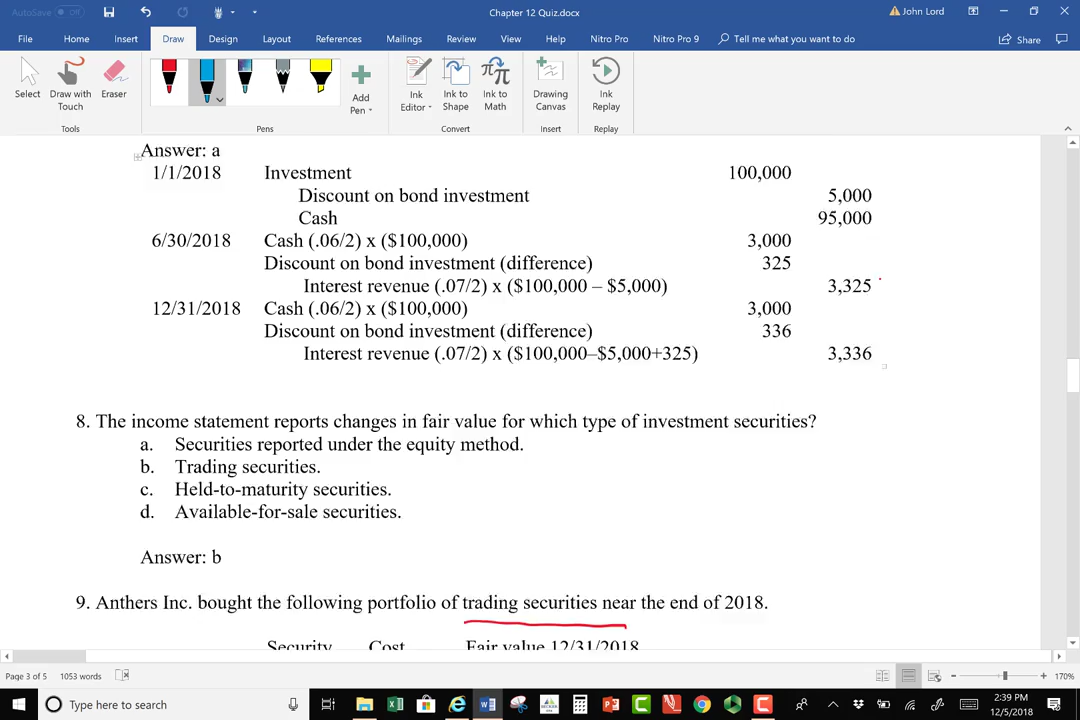 AutoSave Off
Chapter 12 Quiz.docx
John Lord
File Home Insert Draw Design Layout References Mailings Review View Help Nitro Pro Nitro Pro 9 Tell me what you want to do
Share
Select
Draw with Touch
Eraser
Add Pen
Ink Editor
Ink to Shape
Ink to Math
Drawing Canvas
Ink Replay
Tools Pens Convert Insert Replay
Answer: a
1/1/2018 Investment 100,000
Discount on bond investment 5,000
Cash 95,000
6/30/2018 Cash (.06/2) x ($100,000) 3,000
Discount on bond investment (difference) 325
Interest revenue (.07/2) x ($100,000 – $5,000) 3,325
12/31/2018 Cash (.06/2) x ($100,000) 3,000
Discount on bond investment (difference) 336
Interest revenue (.07/2) x ($100,000–$5,000+325) 3,336
8. The income statement reports changes in fair value for which type of investment securities?
a. Securities reported under the equity method.
b. Trading securities.
c. Held-to-maturity securities.
d. Available-for-sale securities.
Answer: b
9. Anthers Inc. bought the following portfolio of trading securities near the end of 2018.
Security Cost Fair value 12/31/2018
Page 3 of 5 1053 words 170%
Type here to search
2:39 PM
12/5/2018